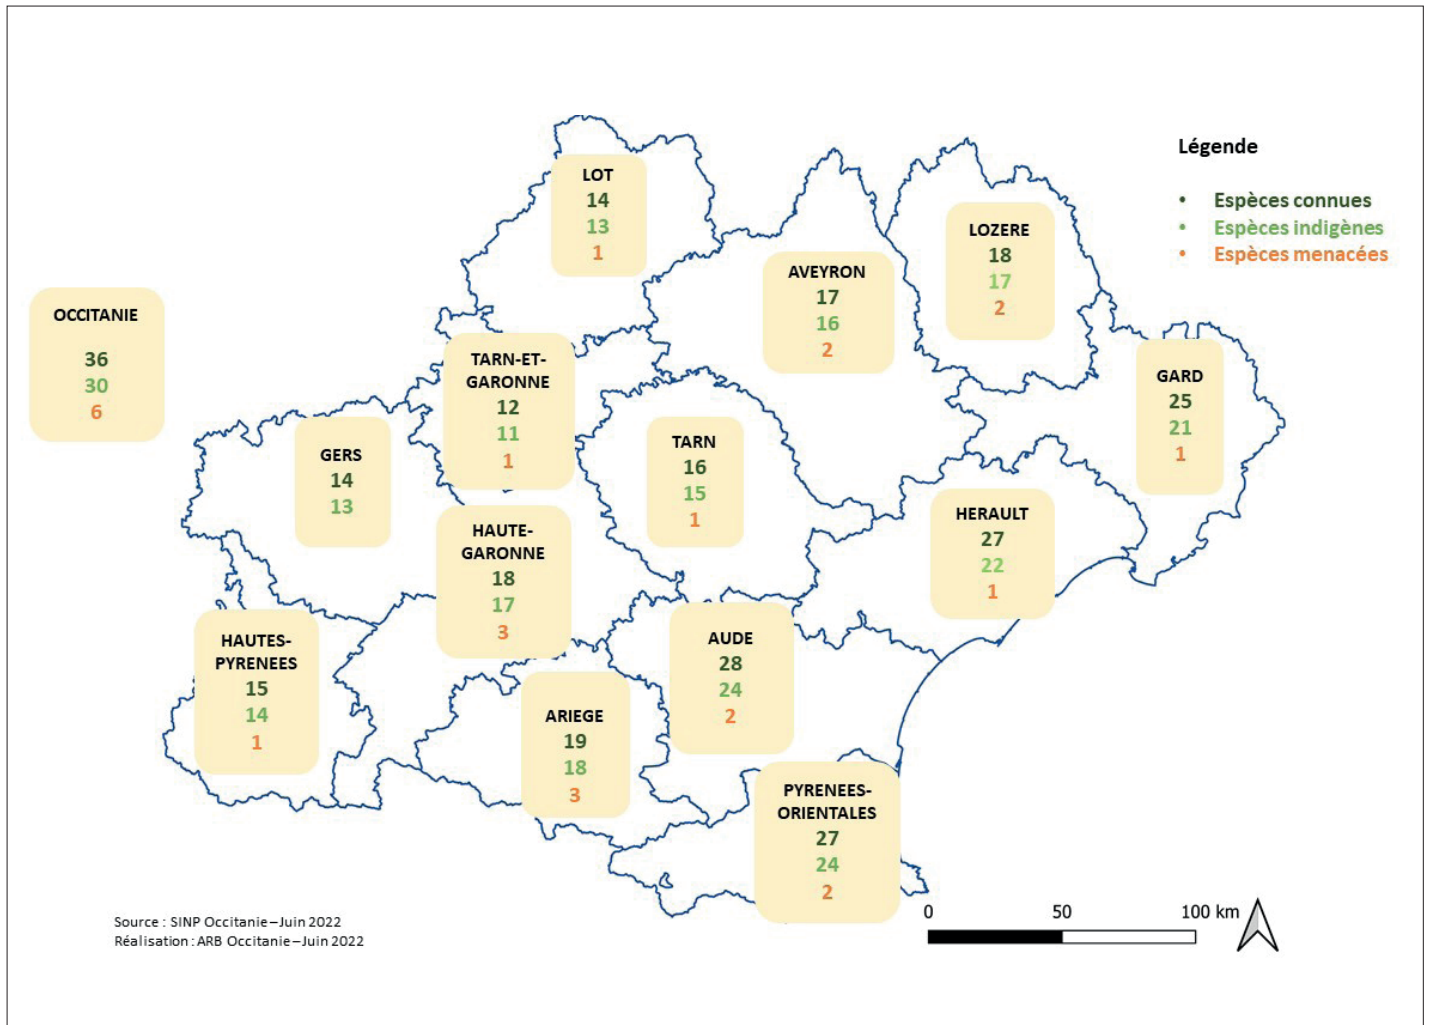 Légende
• Espèces connues
• Espèces indigènes
• Espèces menacées
OCCITANIE
36
30
6
LOT
14
13
1
AVEYRON
17
16
2
LOZERE
18
17
2
GARD
25
21
1
TARN-ET-
GARONNE
12
11
1
GERS
14
13
TARN
16
15
1
HERAULT
27
22
1
HAUTE-
GARONNE
18
17
3
HAUTES-
PYRENEES
15
14
1
ARIEGE
19
18
3
AUDE
28
24
2
PYRENEES-
ORIENTALES
27
24
2
0 50 100 km
Source : SINP Occitanie–Juin 2022
Réalisation : ARB Occitanie–Juin 2022